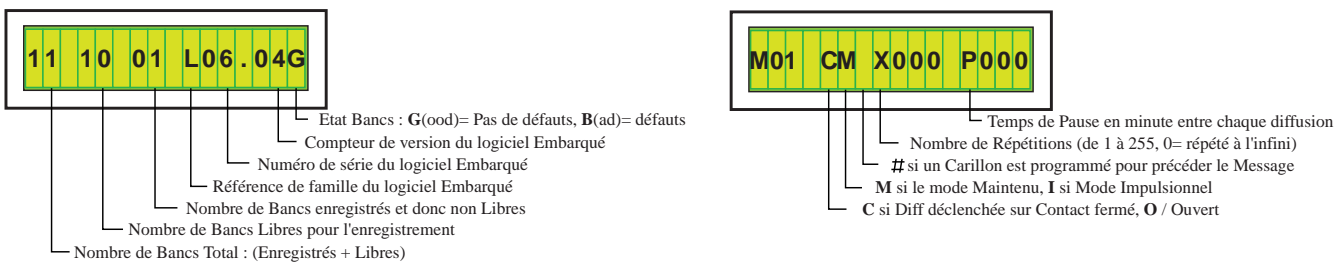 11 10 01 L06.04G
Etat Bancs : G(ood)= Pas de défauts, B(ad)= défauts
Compteur de version du logiciel Embarqué
Numéro de série du logiciel Embarqué
Référence de famille du logiciel Embarqué
Nombre de Bancs enregistrés et donc non Libres
Nombre de Bancs Libres pour l'enregistrement
Nombre de Bancs Total : (Enregistrés + Libres)
M01 CM X000 P000
Temps de Pause en minute entre chaque diffusion
Nombre de Répétitions (de 1 à 255, 0= répété à l'infini)
# si un Carillon est programmé pour précéder le Message
M si le mode Maintenu, I si Mode Impulsionnel
C si Diff déclenchée sur Contact fermé, O / Ouvert